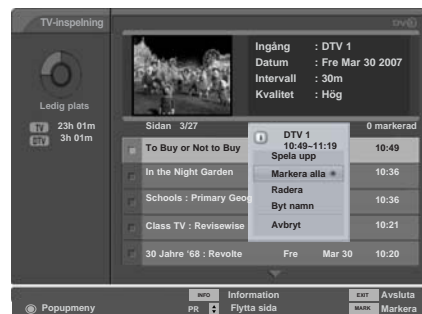 TV-inspelning
DV
Ingång : DTV 1
Datum : Fre Mar 30 2007
Intervall : 30m
Kvalitet : Hög
Ledig plats
TV 23h 01m
DTV 3h 01m
Sidan 3/27
0 markerad
To Buy or Not to Buy 10:49
In the Night Garden 10:36
Schools : Primary Geog 10:36
Class TV : Revisewise 10:21
30 Jahre ‘68 : Revolte Fre Mar 30 10:20
i DTV 1
10:49~11:19
Spela upp
Markera alla
Radera
Byt namn
Avbryt
INFO Information EXIT Avsluta
Popupmeny PR Flytta sida MARK Markera